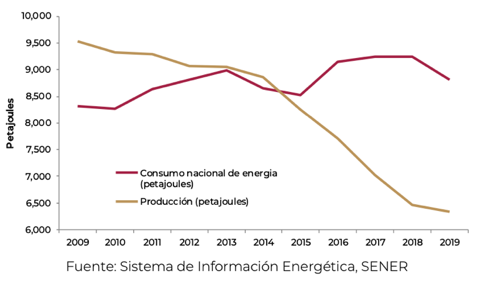 10,000
9,500
9,000
8,500
8,000
7,500
7,000
6,500
6,000
Petajoules
Consumo nacional de energia
(petajoules)
Producción (petajoules)
2009 2010 2011 2012 2013 2014 2015 2016 2017 2018 2019
Fuente: Sistema de Información Energética, SENER